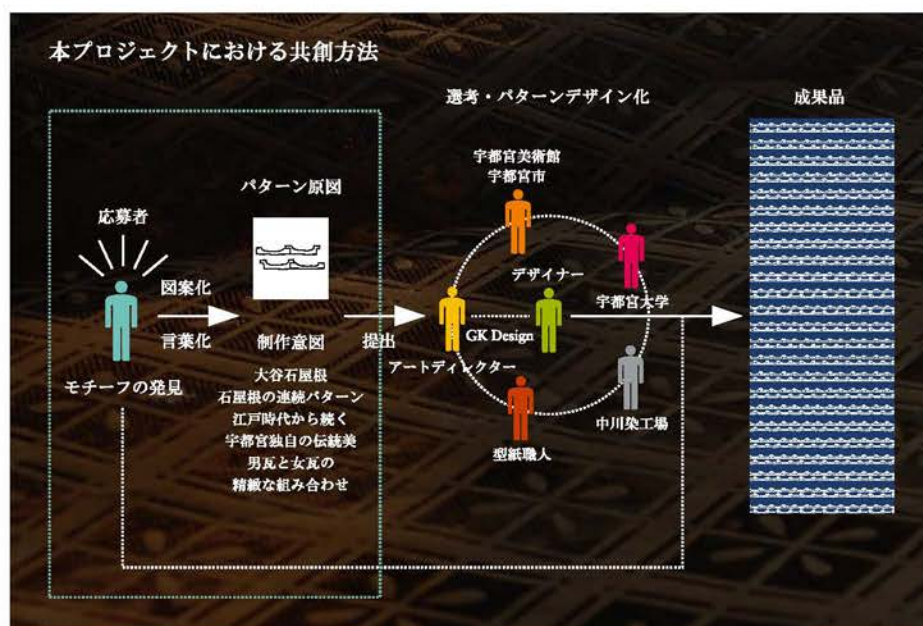 本プロジェクトにおける共創方法
応募者
図案化
言葉化
モチーフの発見
パターン原図
制作意図
大谷石屋根
石屋根の連続パターン
江戸時代から続く
宇都宮独自の伝統美
男瓦と女瓦の
精緻な組み合わせ
提出
選考・パターンデザイン化
宇都宮美術館
宇都宮市
デザイナー
宇都宮大学
GK Design
アートディレクター
中川染工場
型紙職人
成果品